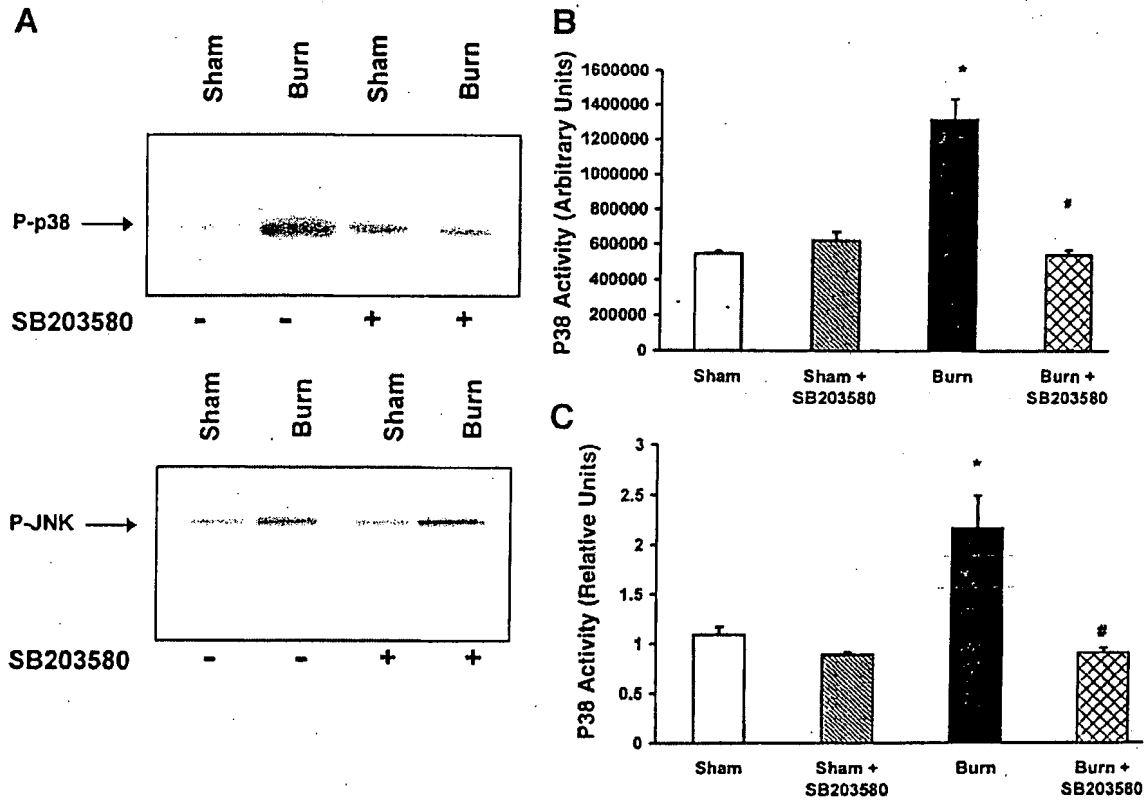 A
Sham
Burn
Sham
Burn
P-p38
SB203580 - - + +
Sham
Burn
Sham
Burn
P-JNK
SB203580 - - + +
B
P38 Activity (Arbitrary Units)
1600000
1400000
1200000
1000000
800000
600000
400000
200000
0
*
#
Sham
Sham +
SB203580
Burn
Burn +
SB203580
C
P38 Activity (Relative Units)
3
2.5
2
1.5
1
0.5
0
*
#
Sham
Sham +
SB203580
Burn
Burn +
SB203580